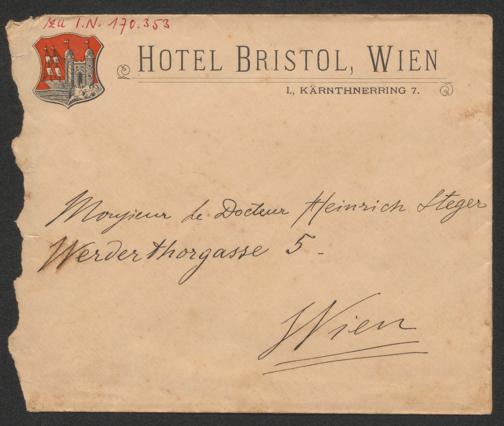 zu I.N. 170.353
HOTEL BRISTOL, WIEN
I., KÄRNTHNERRING 7.
Monsieur le Docteur Heinrich Steger
Werderthorgasse 5 -
Wien